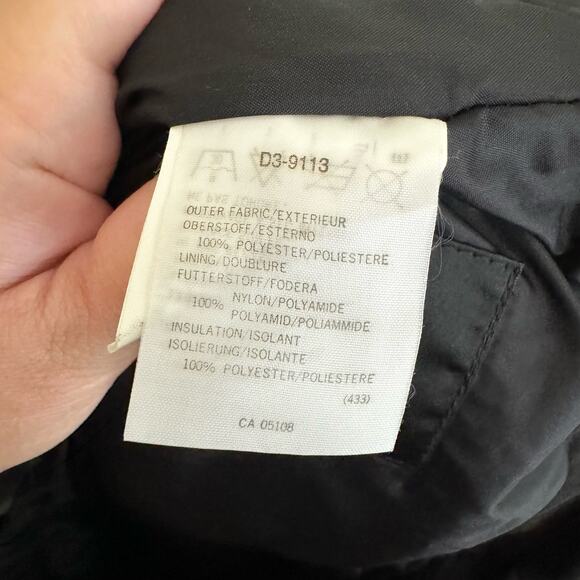 D3-9113
OUTER FABRIC/EXTERIEUR
OBERSTOFF/ESTERNO
100% POLYESTER/POLIESTERE
LINING/DOUBLURE
FUTTERSTOFF/FODERA
100% NYLON/POLYAMIDE
POLYAMID/POLIAMMIDE
INSULATION/ISOLANT
ISOLIERUNG/ISOLANTE
100% POLYESTER/POLIESTERE
(433)
CA 05108